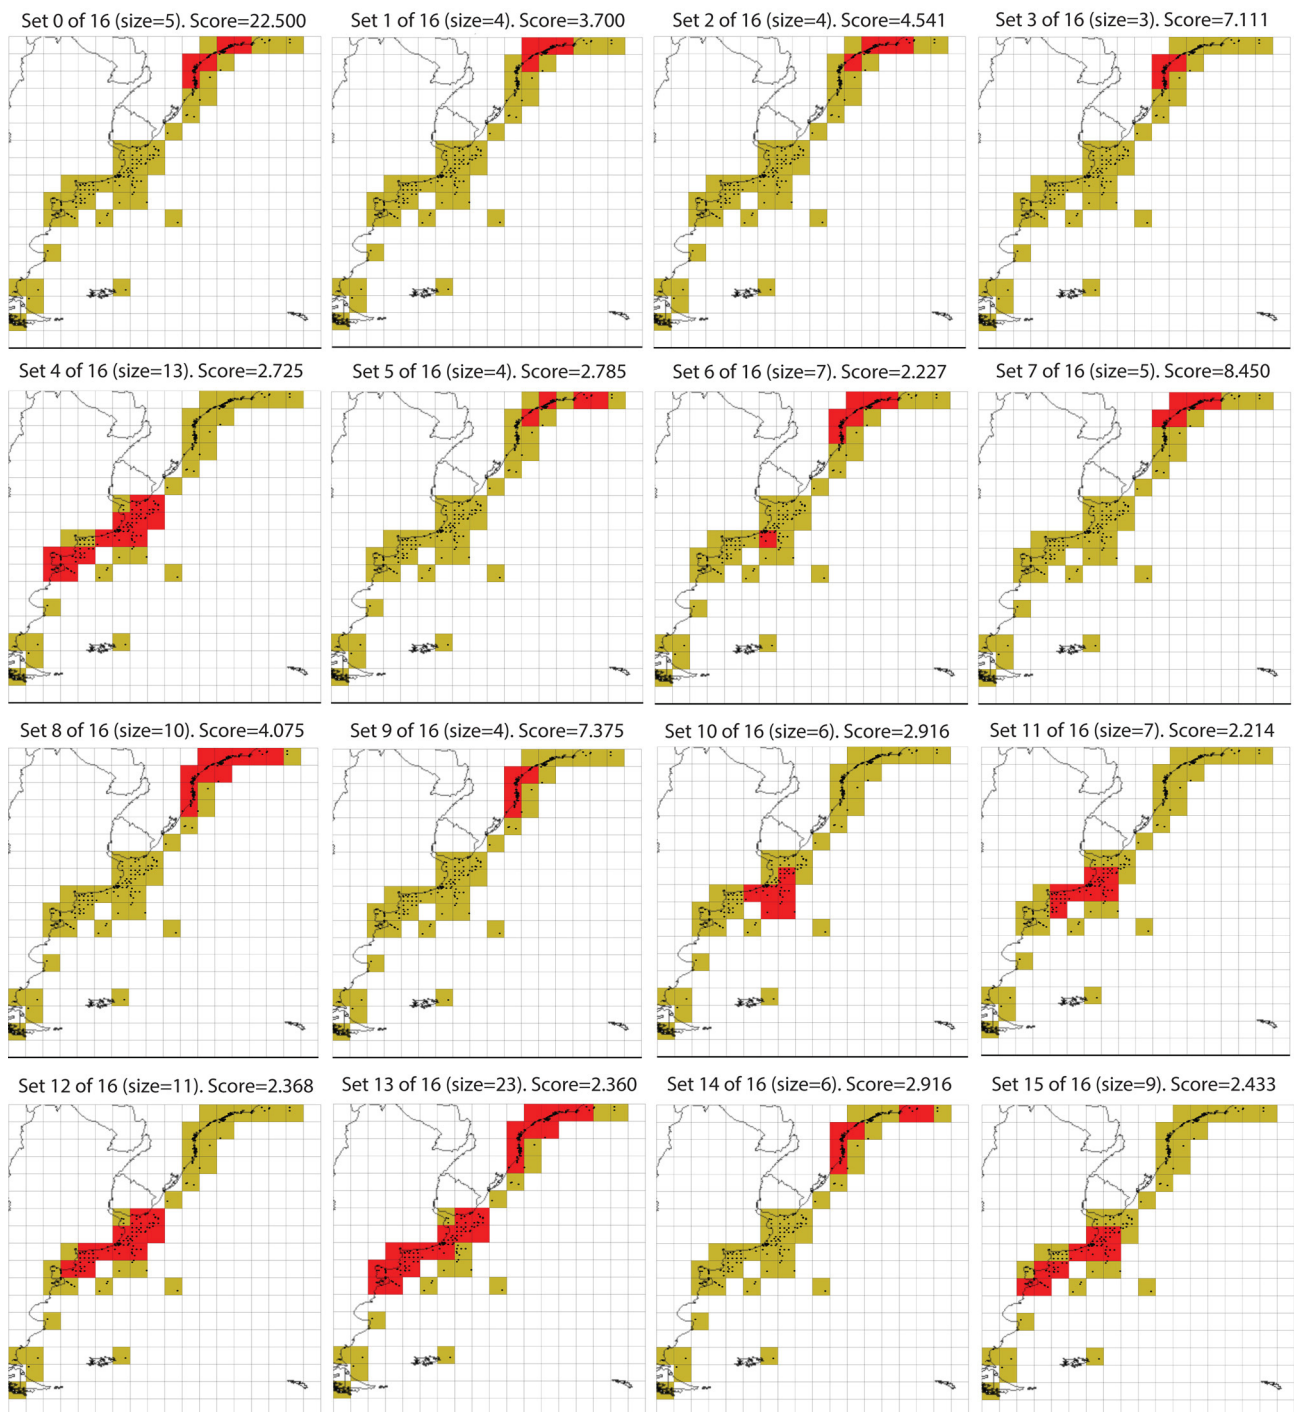 Set 0 of 16 (size=5). Score=22.500
Set 1 of 16 (size=4). Score=3.700
Set 2 of 16 (size=4). Score=4.541
Set 3 of 16 (size=3). Score=7.111
Set 4 of 16 (size=13). Score=2.725
Set 5 of 16 (size=4). Score=2.785
Set 6 of 16 (size=7). Score=2.227
Set 7 of 16 (size=5). Score=8.450
Set 8 of 16 (size=10). Score=4.075
Set 9 of 16 (size=4). Score=7.375
Set 10 of 16 (size=6). Score=2.916
Set 11 of 16 (size=7). Score=2.214
Set 12 of 16 (size=11). Score=2.368
Set 13 of 16 (size=23). Score=2.360
Set 14 of 16 (size=6). Score=2.916
Set 15 of 16 (size=9). Score=2.433